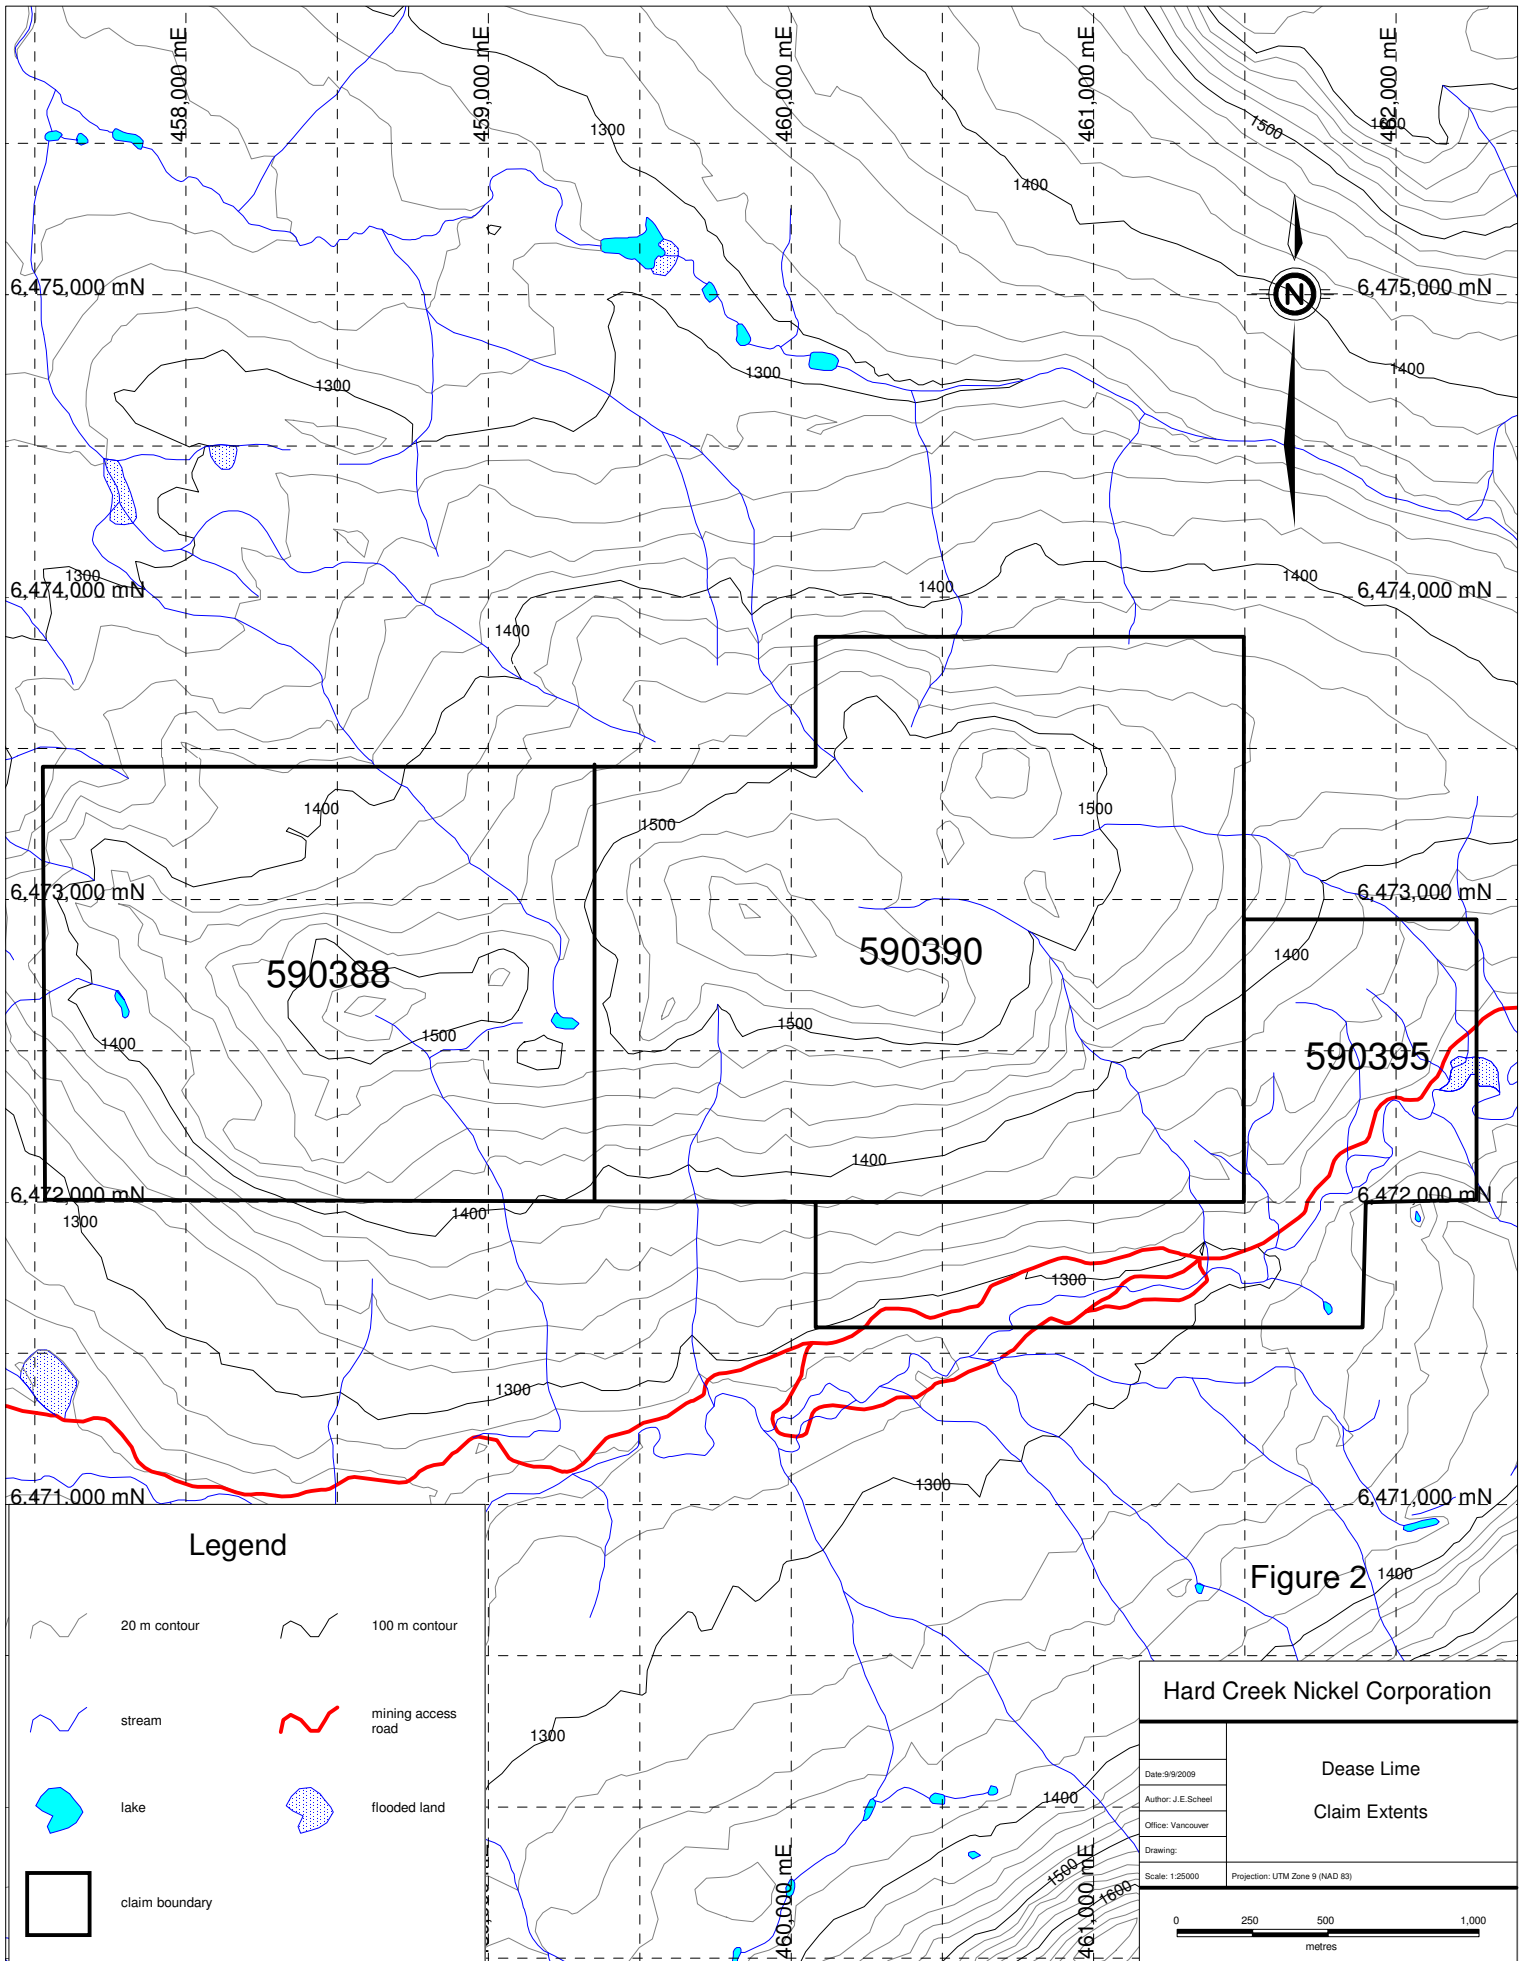 458,000 mE
459,000 mE
460,000 mE
461,000 mE
462,000 mE
1300
1500
1400
N
6,475,000 mN
6,475,000 mN
1300
1300
1400
1300
6,474,000 mN
1400
1400
6,474,000 mN
1400
1400
1500
1500
6,473,000 mN
6,473,000 mN
590388
590390
1400
1400
1500
1500
590395
1400
6,472,000 mN
6,472,000 mN
1300
1400
1300
1300
6,471,000 mN
1300
6,471,000 mN
Legend
20 m contour
100 m contour
stream
mining access
road
lake
flooded land
claim boundary
Figure 2
1400
1300
1400
1500
1600
460,000 mE
461,000 mE
Hard Creek Nickel Corporation
Date:9/9/2009
Author: J.E.Scheel
Office: Vancouver
Drawing:
Scale: 1:25000
Dease Lime
Claim Extents
Projection: UTM Zone 9 (NAD 83)
0
250
500
1,000
metres